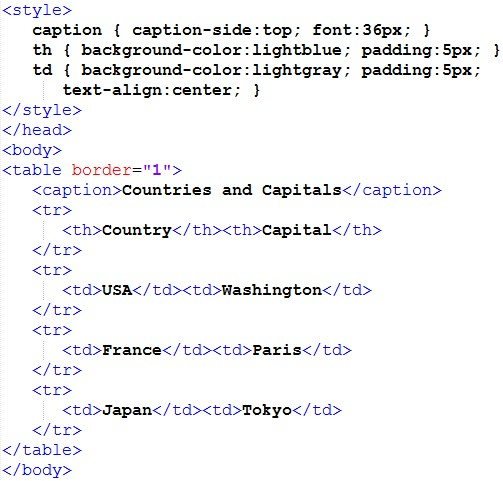 <style>
caption { caption-side:top; font:36px; }
th { background-color:lightblue; padding:5px; }
td { background-color:lightgray; padding:5px;
text-align:center; }
</style>
</head>
<body>
<table border="1">
<caption>Countries and Capitals</caption>
<tr>
<th>Country</th><th>Capital</th>
</tr>
<tr>
<td>USA</td><td>Washington</td>
</tr>
<tr>
<td>France</td><td>Paris</td>
</tr>
<tr>
<td>Japan</td><td>Tokyo</td>
</tr>
</table>
</body>